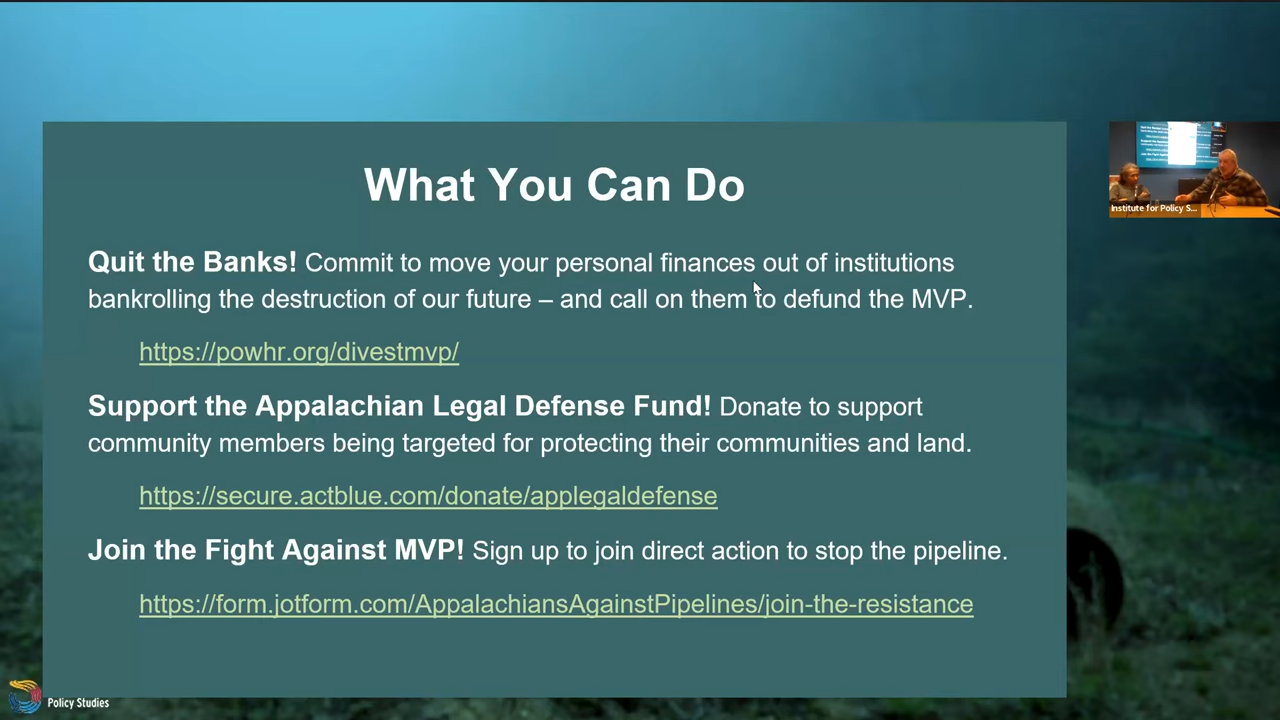 What You Can Do
Quit the Banks! Commit to move your personal finances out of institutions
bankrolling the destruction of our future – and call on them to defund the MVP.
https://powhr.org/divestmvp/
Support the Appalachian Legal Defense Fund! Donate to support
community members being targeted for protecting their communities and land.
https://secure.actblue.com/donate/applegaldefense
Join the Fight Against MVP! Sign up to join direct action to stop the pipeline.
https://form.jotform.com/AppalachiansAgainstPipelines/join-the-resistance
Institute for Policy S...
Policy Studies